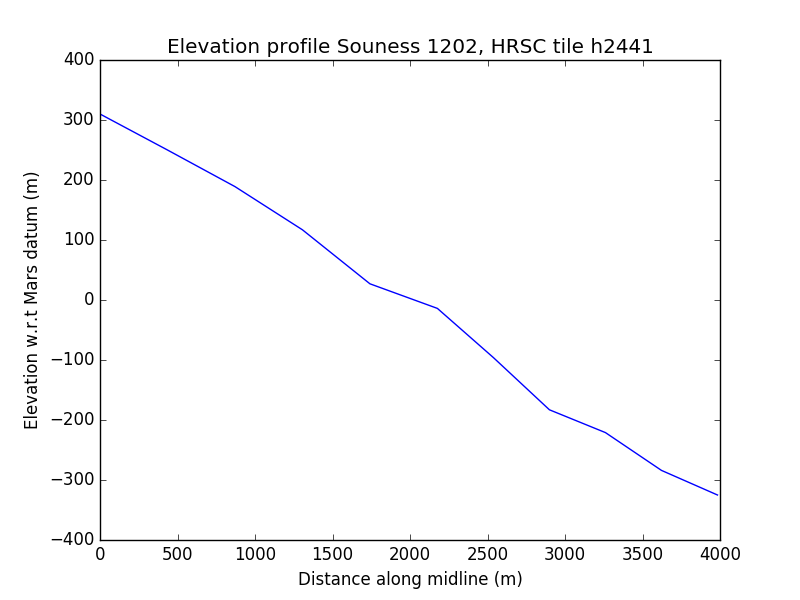 Elevation profile Souness 1202, HRSC tile h2441
400
300
200
100
0
−100
−200
−300
−400
Elevation w.r.t Mars datum (m)
0 500 1000 1500 2000 2500 3000 3500 4000
Distance along midline (m)